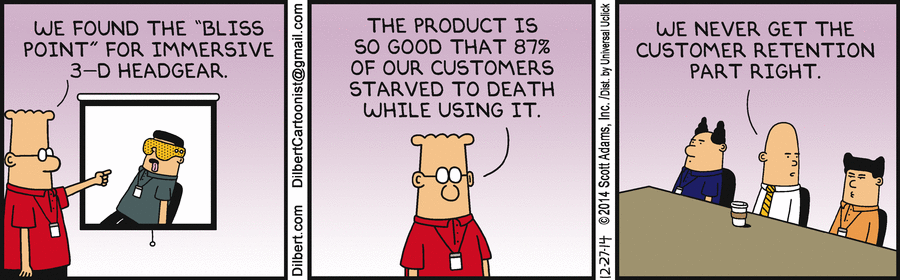 WE FOUND THE "BLISS
POINT" FOR IMMERSIVE
3-D HEADGEAR.
Dilbert.com DilbertCartoonist@gmail.com
THE PRODUCT IS
SO GOOD THAT 87%
OF OUR CUSTOMERS
STARVED TO DEATH
WHILE USING IT.
12-27-14 ©2014 Scott Adams, Inc. /Dist. by Universal Uclick
WE NEVER GET THE
CUSTOMER RETENTION
PART RIGHT.